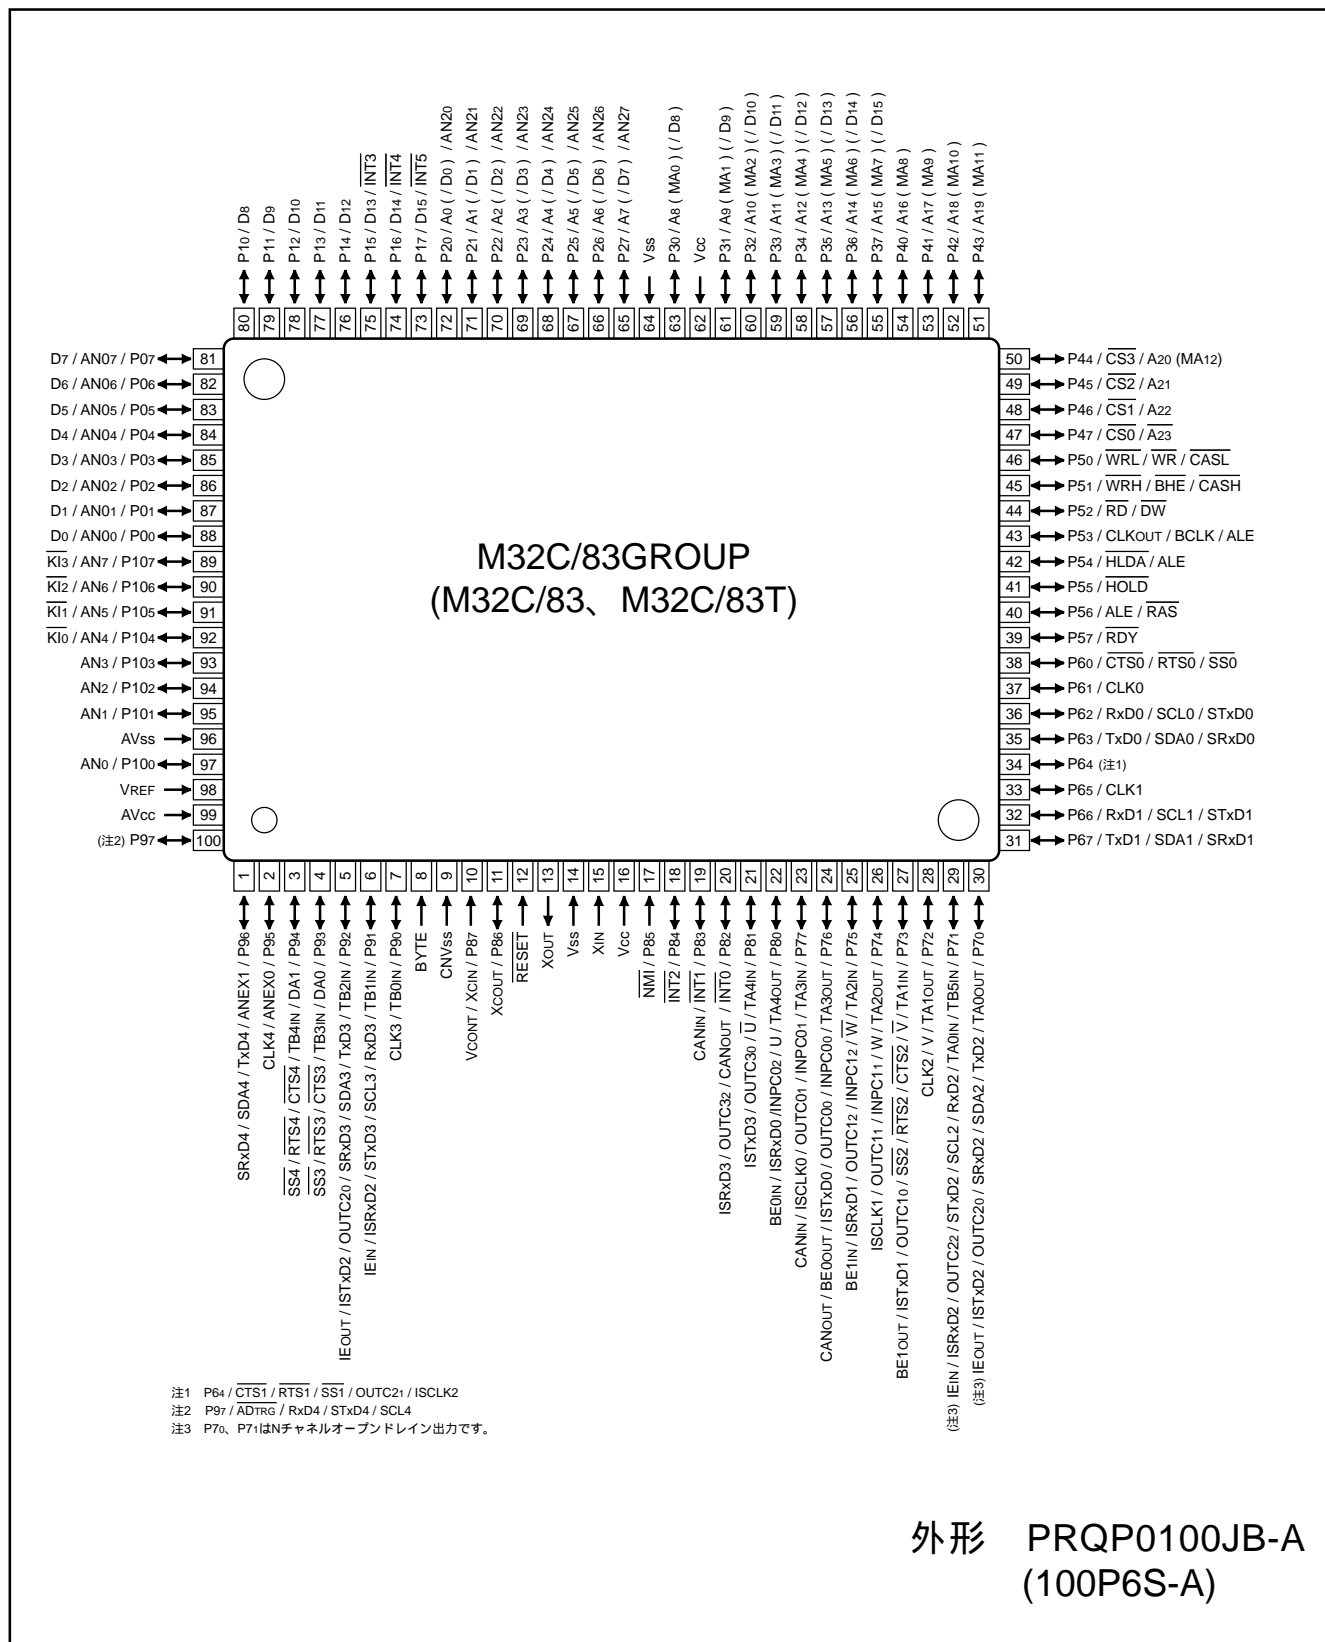 P10 / D8
P11 / D9
P12 / D10
P13 / D11
P14 / D12
P15 / D13 / INT3
P16 / D14 / INT4
P17 / D15 / INT5
P20 / A0 ( / D0 ) / AN20
P21 / A1 ( / D1 ) / AN21
P22 / A2 ( / D2 ) / AN22
P23 / A3 ( / D3 ) / AN23
P24 / A4 ( / D4 ) / AN24
P25 / A5 ( / D5 ) / AN25
P26 / A6 ( / D6 ) / AN26
P27 / A7 ( / D7 ) / AN27
Vss
P30 / A8 ( MA0 ) ( / D8 )
Vcc
P31 / A9 ( MA1 ) ( / D9 )
P32 / A10 ( MA2 ) ( / D10 )
P33 / A11 ( MA3 ) ( / D11 )
P34 / A12 ( MA4 ) ( / D12 )
P35 / A13 ( MA5 ) ( / D13 )
P36 / A14 ( MA6 ) ( / D14 )
P37 / A15 ( MA7 ) ( / D15 )
P40 / A16 ( MA8 )
P41 / A17 ( MA9 )
P42 / A18 ( MA10 )
P43 / A19 ( MA11 )
80 79 78 77 76 75 74 73 72 71 70 69 68 67 66 65 64 63 62 61 60 59 58 57 56 55 54 53 52 51
D7 / AN07 / P07 81
D6 / AN06 / P06 82
D5 / AN05 / P05 83
D4 / AN04 / P04 84
D3 / AN03 / P03 85
D2 / AN02 / P02 86
D1 / AN01 / P01 87
D0 / AN00 / P00 88
KI3 / AN7 / P107 89
KI2 / AN6 / P106 90
KI1 / AN5 / P105 91
KI0 / AN4 / P104 92
AN3 / P103 93
AN2 / P102 94
AN1 / P101 95
AVss 96
AN0 / P100 97
VREF 98
AVcc 99
(注2) P97 100
M32C/83GROUP
(M32C/83、M32C/83T)
50 P44 / CS3 / A20 (MA12)
49 P45 / CS2 / A21
48 P46 / CS1 / A22
47 P47 / CS0 / A23
46 P50 / WRL / WR / CASL
45 P51 / WRH / BHE / CASH
44 P52 / RD / DW
43 P53 / CLKOUT / BCLK / ALE
42 P54 / HLDA / ALE
41 P55 / HOLD
40 P56 / ALE / RAS
39 P57 / RDY
38 P60 / CTS0 / RTS0 / SS0
37 P61 / CLK0
36 P62 / RxD0 / SCL0 / STxD0
35 P63 / TxD0 / SDA0 / SRxD0
34 P64 (注1)
33 P65 / CLK1
32 P66 / RxD1 / SCL1 / STxD1
31 P67 / TxD1 / SDA1 / SRxD1
1 2 3 4 5 6 7 8 9 10 11 12 13 14 15 16 17 18 19 20 21 22 23 24 25 26 27 28 29 30
SRxD4 / SDA4 / TxD4 / ANEX1 / P96
CLK4 / ANEX0 / P95
SS4 / RTS4 / CTS4 / TB4IN / DA1 / P94
SS3 / RTS3 / CTS3 / TB3IN / DA0 / P93
IEOUT / ISTxD2 / OUTC20 / SRxD3 / SDA3 / TxD3 / TB2IN / P92
IEIN / ISRxD2 / STxD3 / SCL3 / RxD3 / TB1IN / P91
CLK3 / TB0IN / P90
BYTE
CNVss
VCONT / XCIN / P87
XCOUT / P86
RESET
XOUT
Vss
XIN
Vcc
NMI / P85
INT2 / P84
CANIN / INT1 / P83
ISRxD3 / OUTC32 / CANOUT / INT0 / P82
ISTxD3 / OUTC30 / U / TA4IN / P81
BE0IN / ISRxD0 /INPC02 / U / TA4OUT / P80
CANIN / ISCLK0 / OUTC01 / INPC01 / TA3IN / P77
CANOUT / BE0OUT / ISTxD0 / OUTC00 / INPC00 / TA3OUT / P76
BE1IN / ISRxD1 / OUTC12 / INPC12 / W / TA2IN / P75
ISCLK1 / OUTC11 / INPC11 / W / TA2OUT / P74
BE1OUT / ISTxD1 / OUTC10 / SS2 / RTS2 / CTS2 / V / TA1IN / P73
CLK2 / V / TA1OUT / P72
(注3) IEIN / ISRxD2 / OUTC22 / STxD2 / SCL2 / RxD2 / TA0IN / TB5IN / P71
(注3) IEOUT / ISTxD2 / OUTC20 / SRxD2 / SDA2 / TxD2 / TA0OUT / P70
注1 P64 / CTS1 / RTS1 / SS1 / OUTC21 / ISCLK2
注2 P97 / ADTRG / RxD4 / STxD4 / SCL4
注3 P70、P71はNチャネルオープンドレイン出力です。
外形 PRQP0100JB-A
(100P6S-A)